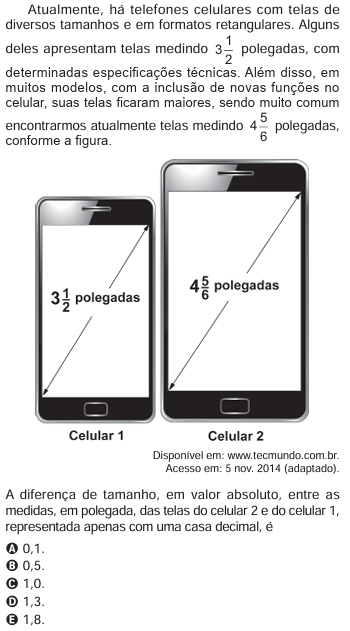 Atualmente, há telefones celulares com telas de
diversos tamanhos e em formatos retangulares. Alguns
deles apresentam telas medindo 3 1/2 polegadas, com
determinadas especificações técnicas. Além disso, em
muitos modelos, com a inclusão de novas funções no
celular, suas telas ficaram maiores, sendo muito comum
encontrarmos atualmente telas medindo 4 5/6 polegadas,
conforme a figura.
3 1/2 polegadas
4 5/6 polegadas
Celular 1
Celular 2
Disponível em: www.tecmundo.com.br.
Acesso em: 5 nov. 2014 (adaptado).
A diferença de tamanho, em valor absoluto, entre as
medidas, em polegada, das telas do celular 2 e do celular 1,
representada apenas com uma casa decimal, é
A 0,1.
B 0,5.
C 1,0.
D 1,3.
E 1,8.